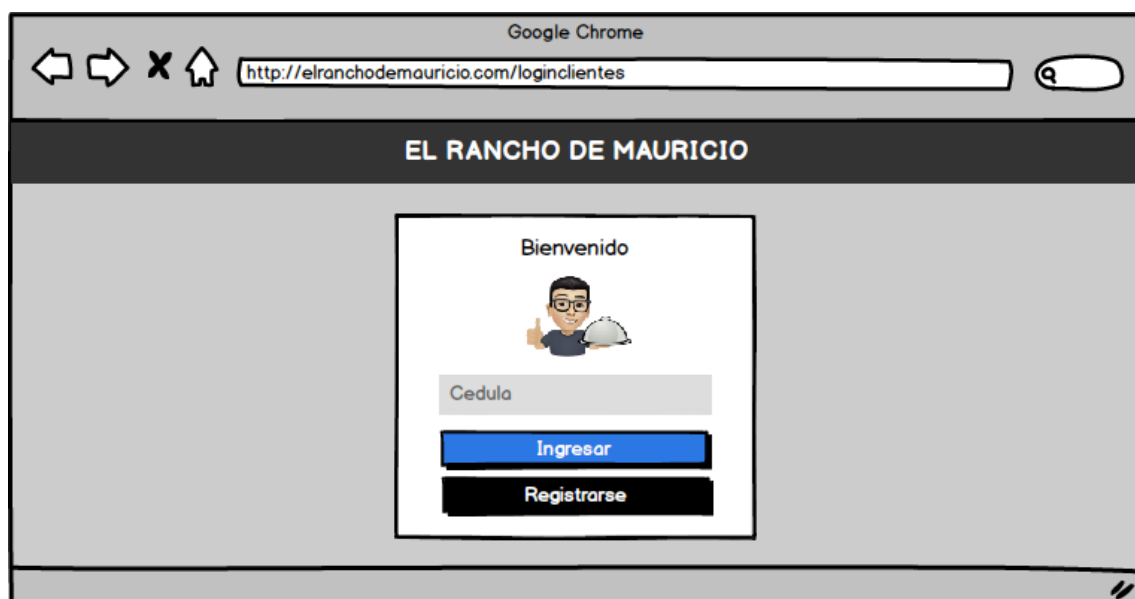 Google Chrome
http://elranchodemauricio.com/loginclientes
EL RANCHO DE MAURICIO
Bienvenido
Cedula
Ingresar
Registrarse